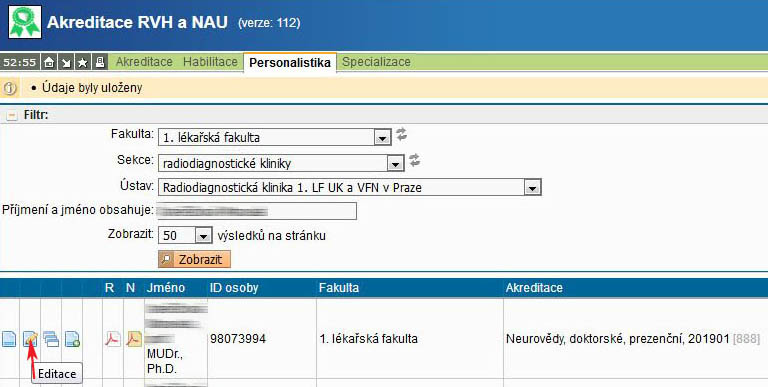 Akreditace RVH a NAU (verze: 112)
52:55 Akreditace Habilitace Personalistika Specializace
• Údaje byly uloženy
Filtr:
Fakulta: 1. lékařská fakulta
Sekce: radiodiagnostické kliniky
Ústav: Radiodiagnostická klinika 1. LF UK a VFN v Praze
Příjmení a jméno obsahuje:
Zobrazit: 50 výsledků na stránku
Zobrazit
R N Jméno ID osoby Fakulta Akreditace
98073994 1. lékařská fakulta Neurovědy, doktorské, prezenční, 201901 [888]
MUDr.,
Ph.D.
Editace